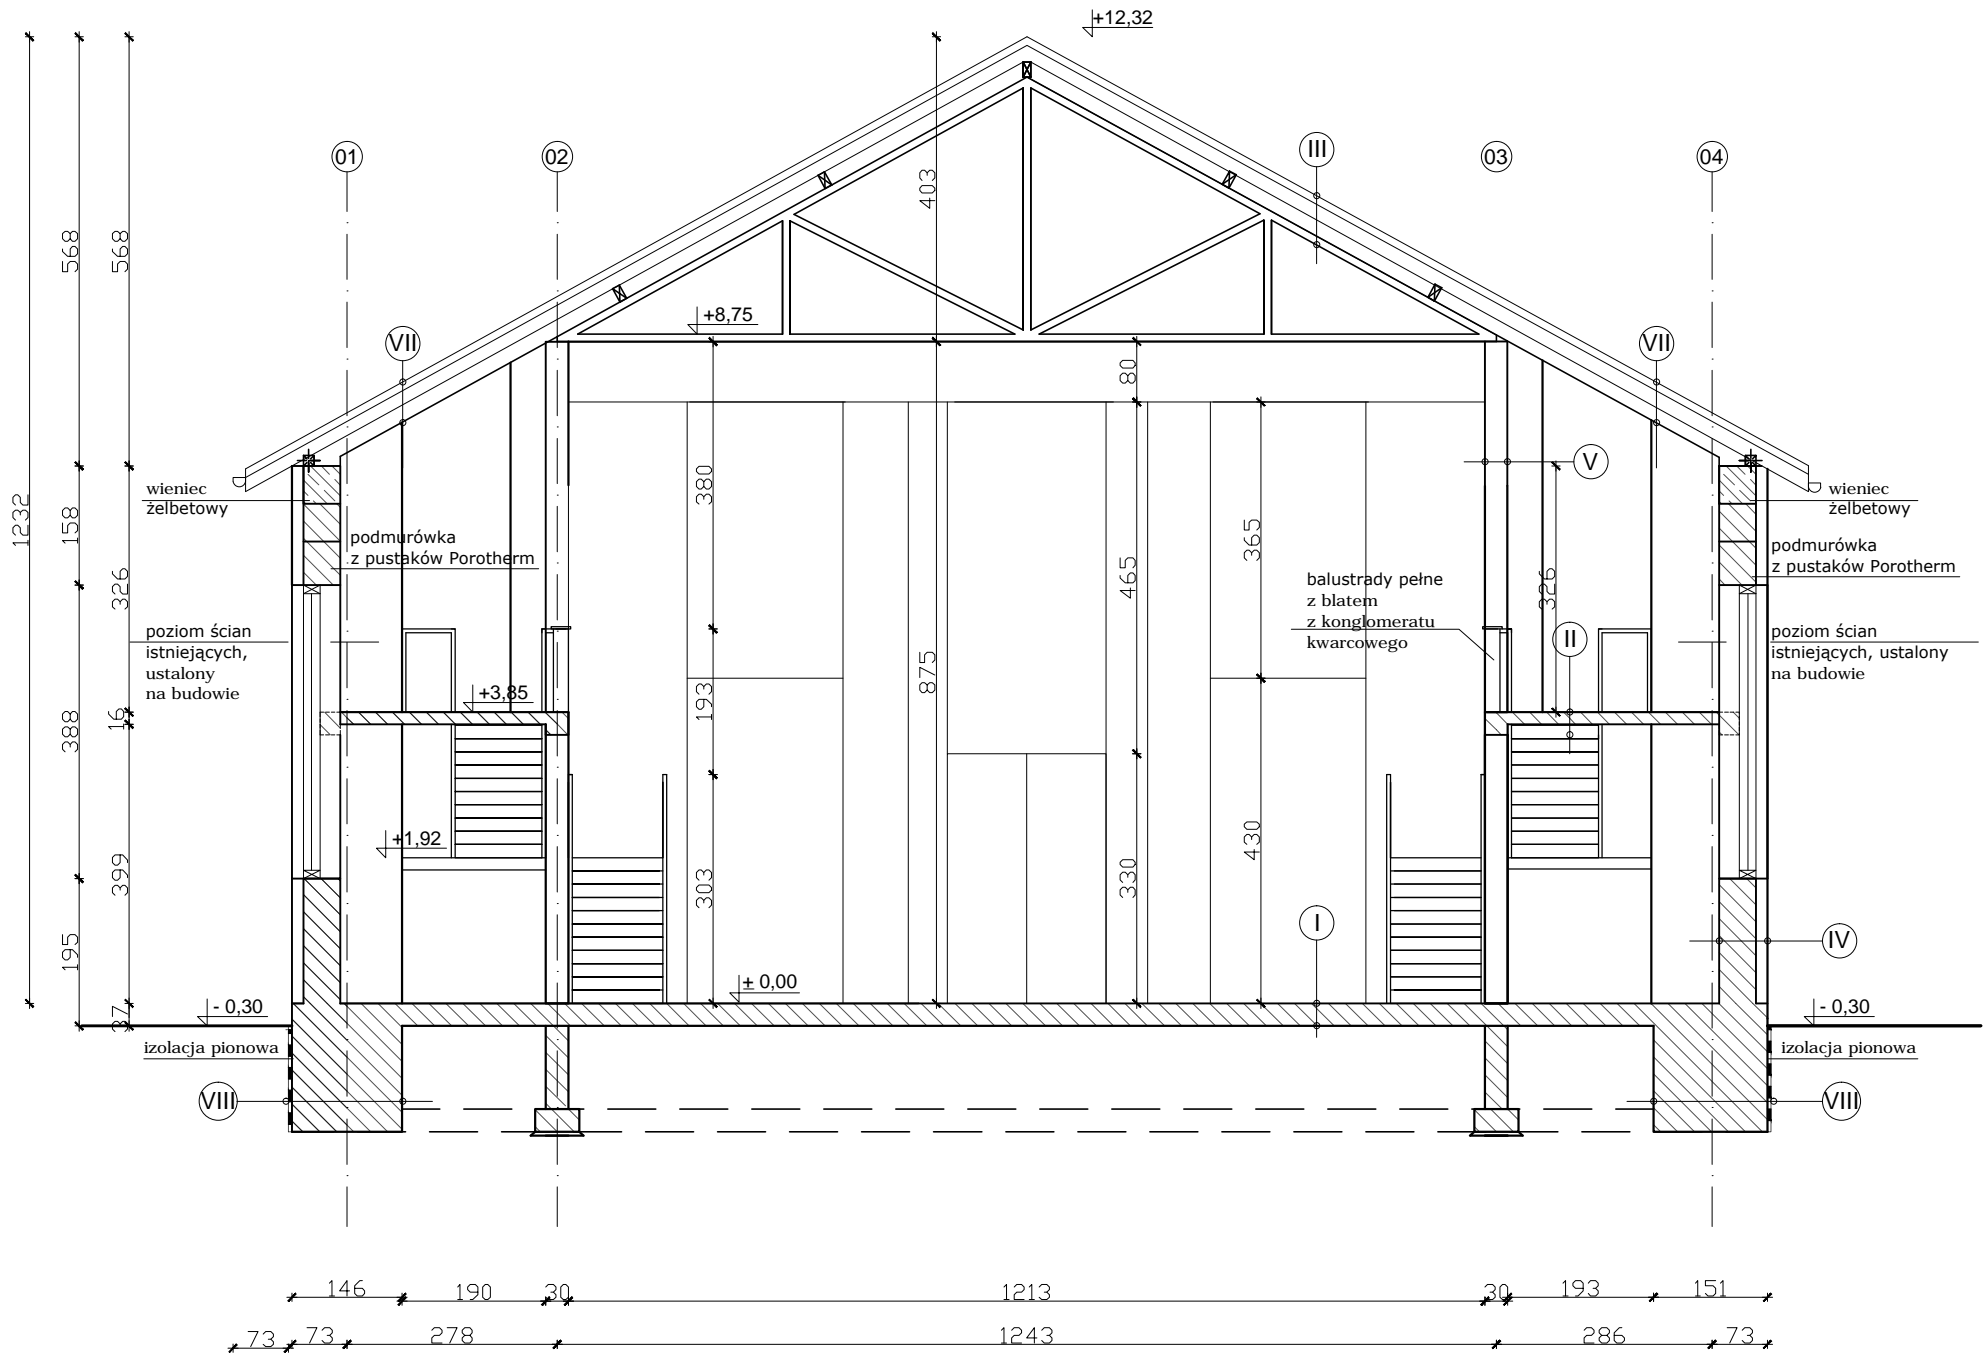 +12,32
01
02
III
03
04
568
568
403
+8,75
VII
VII
80
1232
158
326
380
465
365
326
V
wieniec
żelbetowy
podmurówka
z pustaków Porotherm
wieniec
żelbetowy
podmurówka
z pustaków Porotherm
balustrady pełne
z blatem
z konglomeratu
kwarcowego
II
poziom ścian
istniejących,
ustalony
na budowie
poziom ścian
istniejących, ustalony
na budowie
+3,85
875
193
388
16
+1,92
399
303
330
430
I
IV
195
± 0,00
37
- 0,30
- 0,30
izolacja pionowa
izolacja pionowa
VIII
VIII
146
190
30
1213
30
193
151
73
73
278
1243
286
73